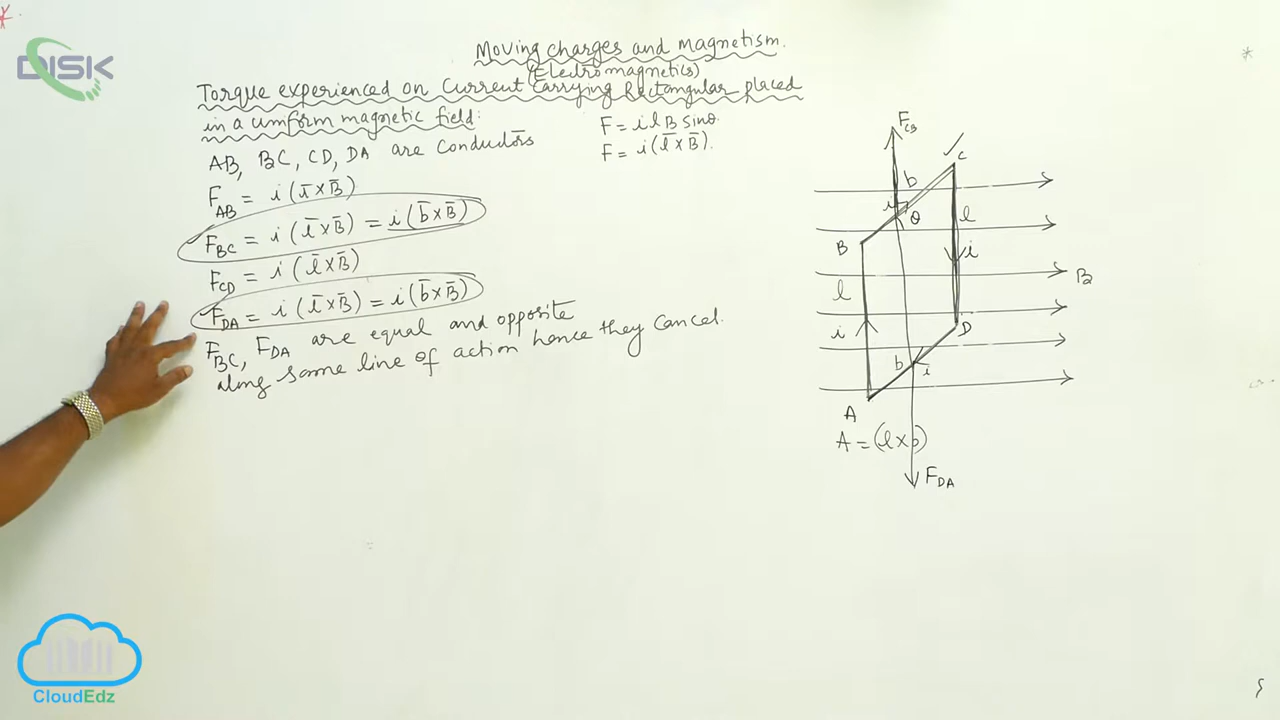 DISK
Moving charges and magnetism.
(Electromagnetics)
Torque experienced on Current Carrying Rectangular placed
in a uniform magnetic field:
F = i l B sinθ
F = i (l̄ × B̄).
AB, BC, CD, DA are Conductors
F_AB = i (l̄ × B̄)
F_BC = i (l̄ × B̄) = i (b̄ × B̄)
F_CD = i (l̄ × B̄)
F_DA = i (l̄ × B̄) = i (b̄ × B̄)
F_BC, F_DA are equal and opposite
along same line of action hence they cancel.
F_CB
C
b
i
θ
l
B
i
B
l
i
D
b
i
A
A = (l × b)
F_DA
CloudEdz